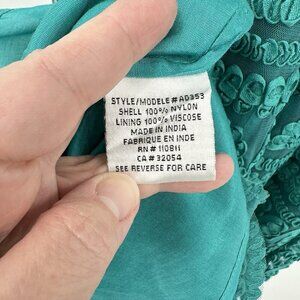 STYLE/MODELE # AD353
SHELL 100% NYLON
LINING 100% VISCOSE
MADE IN INDIA
FABRIQUE EN INDE
RN # 110811
CA # 32054
SEE REVERSE FOR CARE